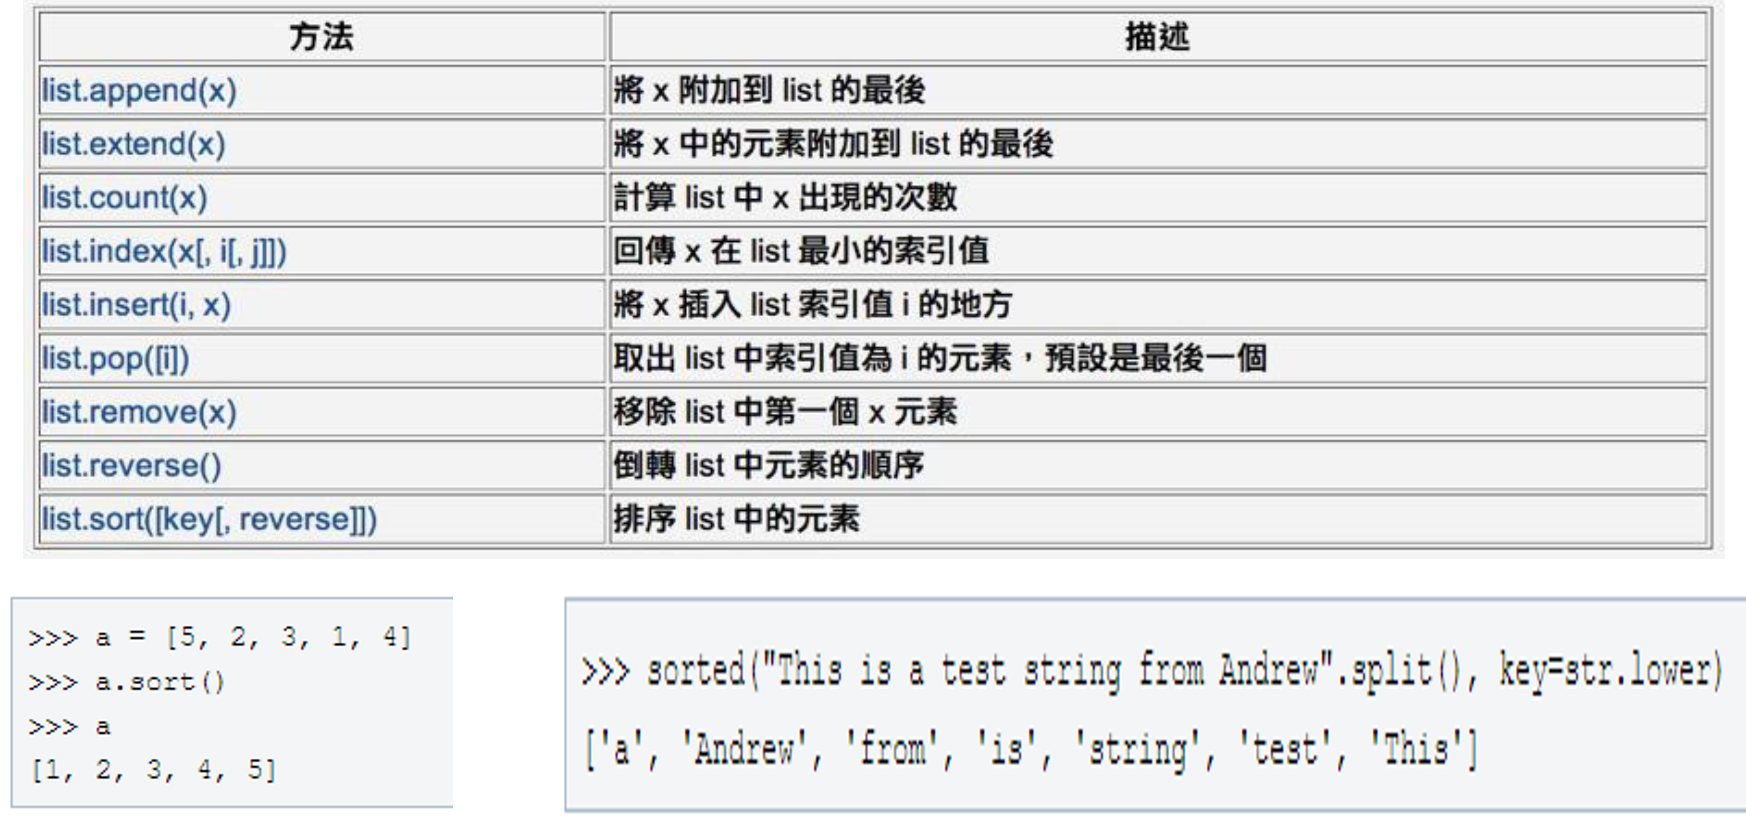 方法 描述
list.append(x) 將 x 附加到 list 的最後
list.extend(x) 將 x 中的元素附加到 list 的最後
list.count(x) 計算 list 中 x 出現的次數
list.index(x[, i[, j]]) 回傳 x 在 list 最小的索引值
list.insert(i, x) 將 x 插入 list 索引值 i 的地方
list.pop([i]) 取出 list 中索引值為 i 的元素，預設是最後一個
list.remove(x) 移除 list 中第一個 x 元素
list.reverse() 倒轉 list 中元素的順序
list.sort([key[, reverse]]) 排序 list 中的元素
>>> a = [5, 2, 3, 1, 4]
>>> a.sort()
>>> a
[1, 2, 3, 4, 5]
>>> sorted("This is a test string from Andrew".split(), key=str.lower)
['a', 'Andrew', 'from', 'is', 'string', 'test', 'This']